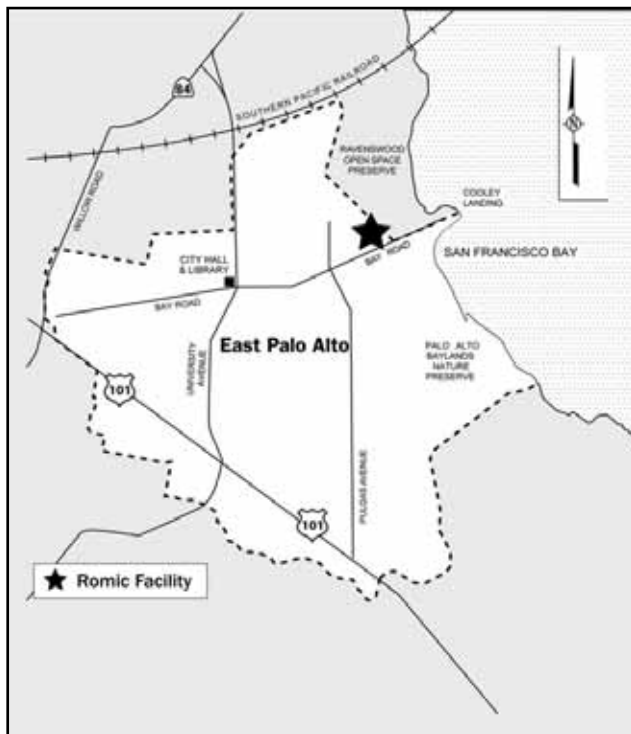 84
SOUTHERN PACIFIC RAILROAD
RAVENSWOOD
OPEN SPACE
PRESERVE
WILLOW ROAD
N
COOLEY
LANDING
SAN FRANCISCO BAY
CITY HALL
& LIBRARY
BAY ROAD
BAY ROAD
East Palo Alto
UNIVERSITY
AVENUE
PALO ALTO
BAYLANDS
NATURE
PRESERVE
101
PULGAS AVENUE
101
Romic Facility